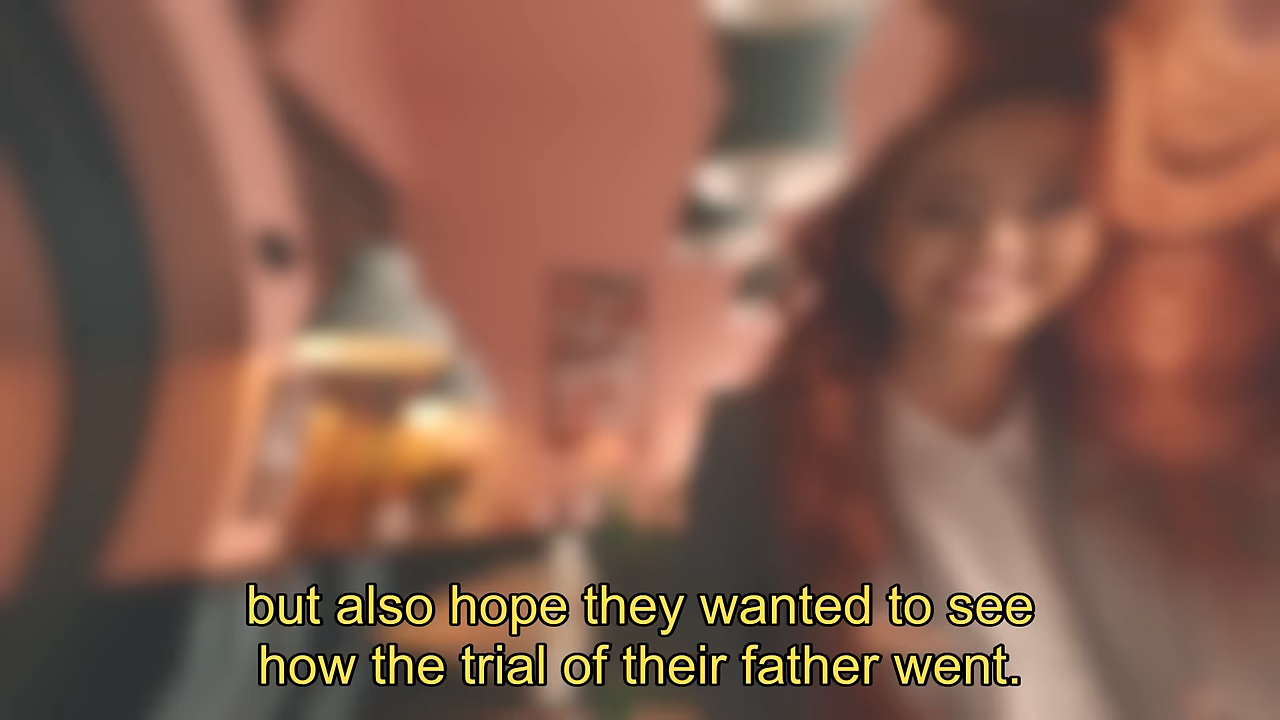 but also hope they wanted to see
how the trial of their father went.